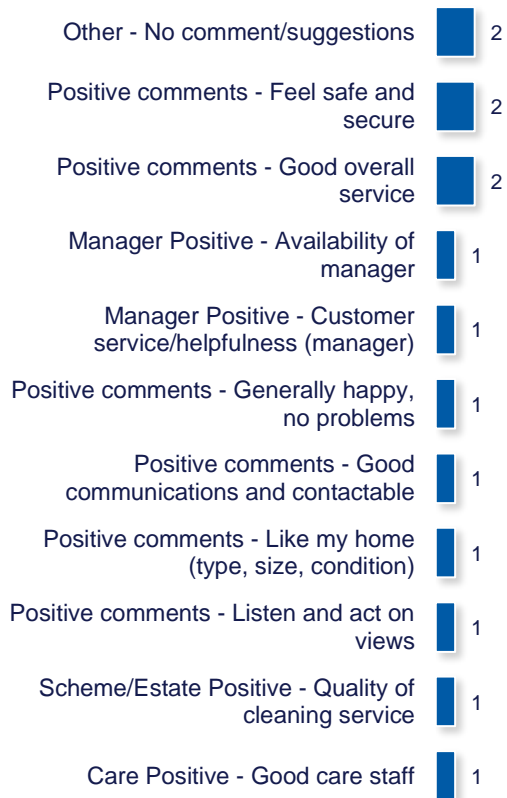 Other - No comment/suggestions 2
Positive comments - Feel safe and
secure 2
Positive comments - Good overall
service 2
Manager Positive - Availability of
manager 1
Manager Positive - Customer
service/helpfulness (manager) 1
Positive comments - Generally happy,
no problems 1
Positive comments - Good
communications and contactable 1
Positive comments - Like my home
(type, size, condition) 1
Positive comments - Listen and act on
views 1
Scheme/Estate Positive - Quality of
cleaning service 1
Care Positive - Good care staff 1